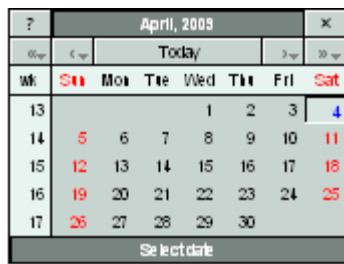 ? April, 2009 ×
« ‹ Today › »
wk Sun Mon Tue Wed Thu Fri Sat
13 1 2 3 4
14 5 6 7 8 9 10 11
15 12 13 14 15 16 17 18
16 19 20 21 22 23 24 25
17 26 27 28 29 30
Select date